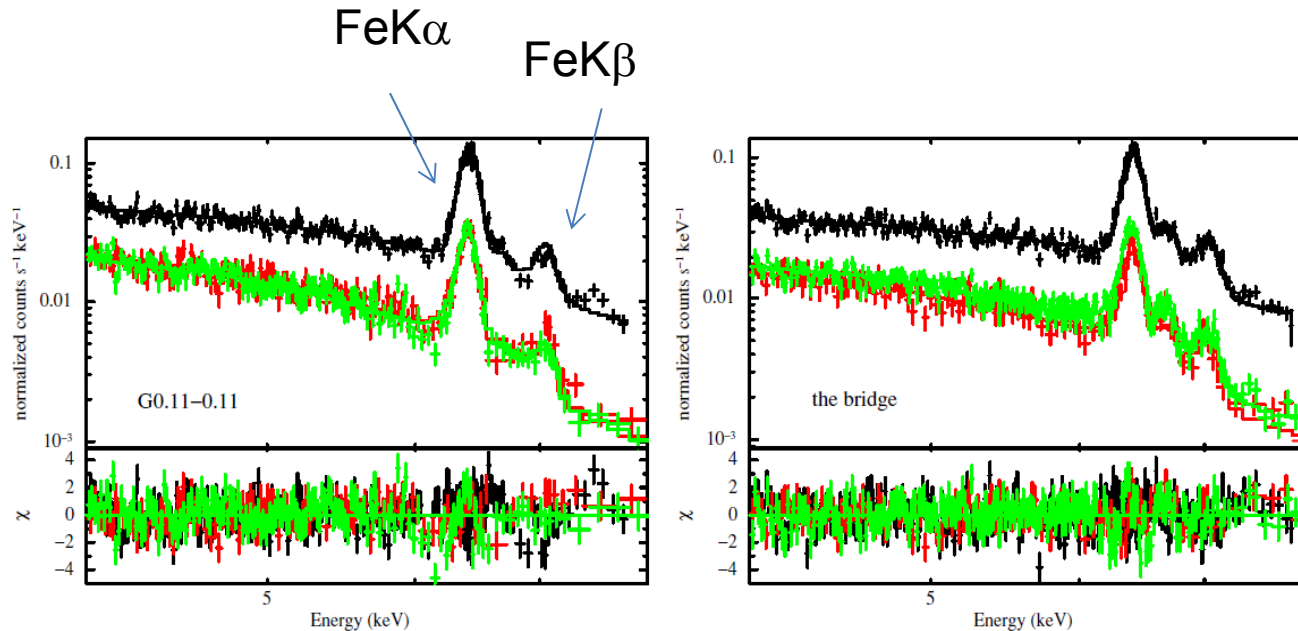 FeKα
FeKβ
normalized counts s⁻¹ keV⁻¹
0.1
0.01
10⁻³
G0.11−0.11
χ
4
2
0
−2
−4
5
Energy (keV)
normalized counts s⁻¹ keV⁻¹
0.1
0.01
10⁻³
the bridge
χ
4
2
0
−2
−4
5
Energy (keV)